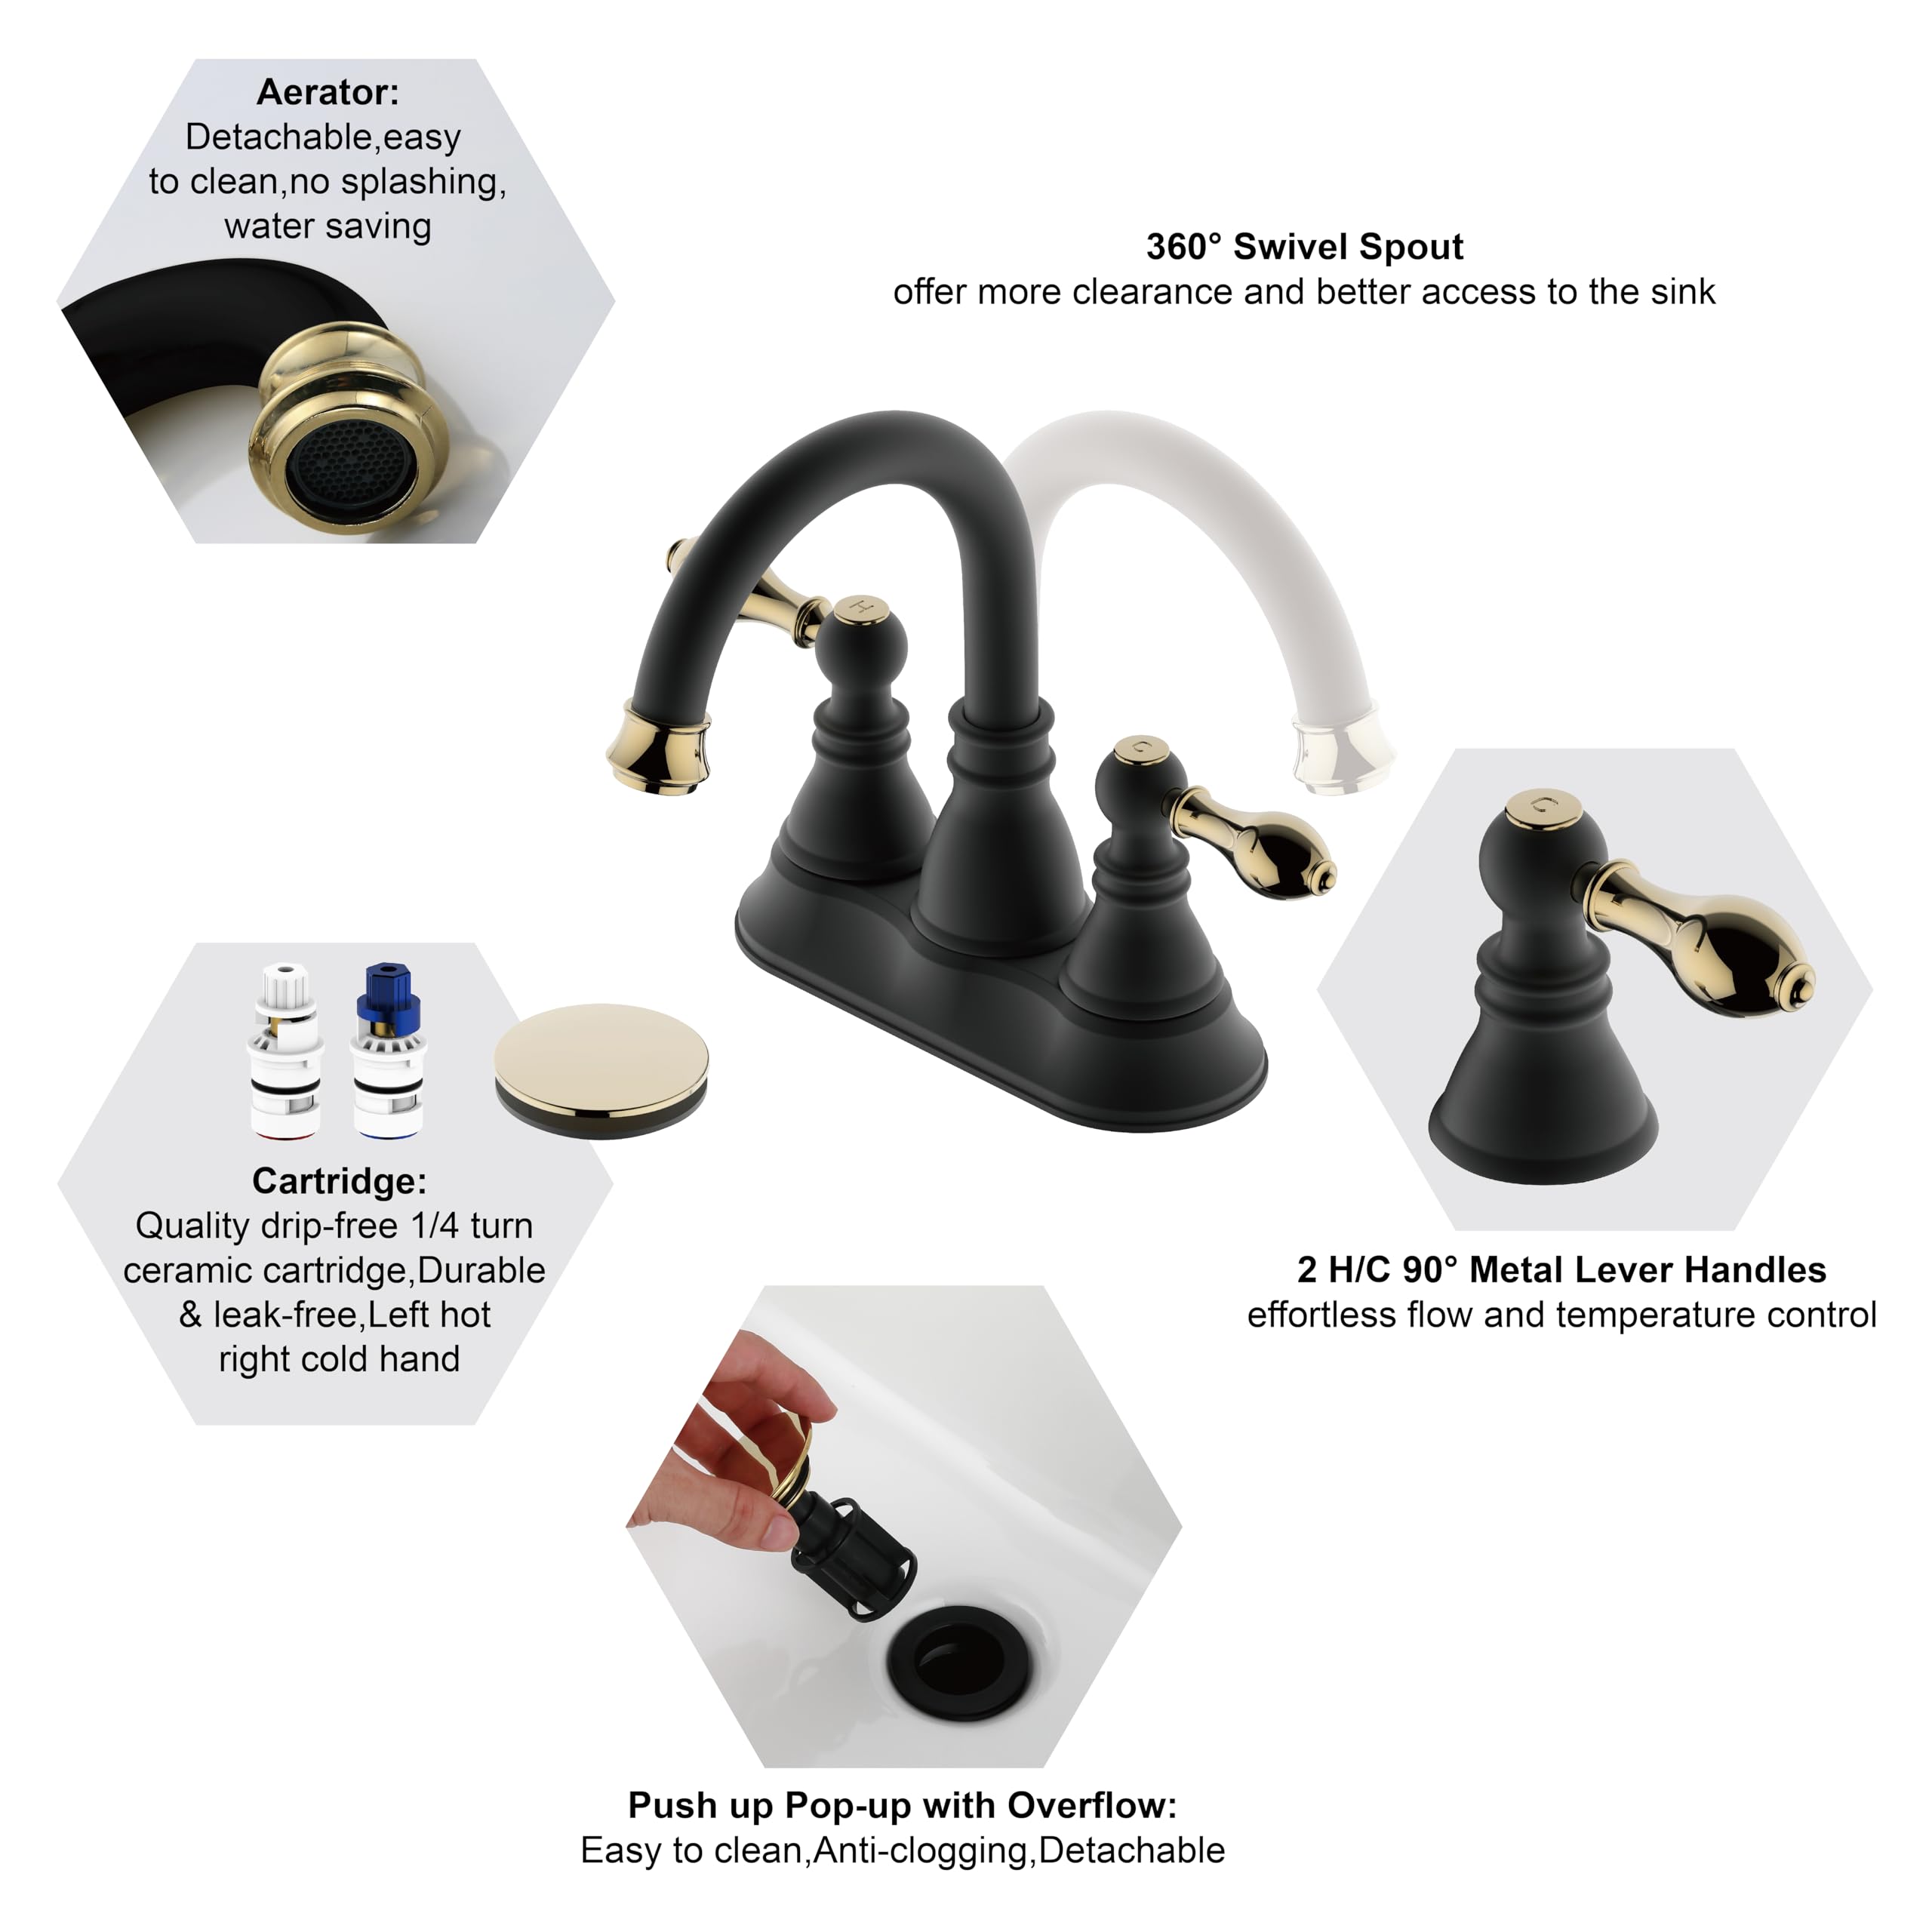 Aerator:
Detachable,easy
to clean,no splashing,
water saving
360° Swivel Spout
offer more clearance and better access to the sink
H
C
C
Cartridge:
Quality drip-free 1/4 turn
ceramic cartridge,Durable
& leak-free,Left hot
right cold hand
2 H/C 90° Metal Lever Handles
effortless flow and temperature control
Push up Pop-up with Overflow:
Easy to clean,Anti-clogging,Detachable